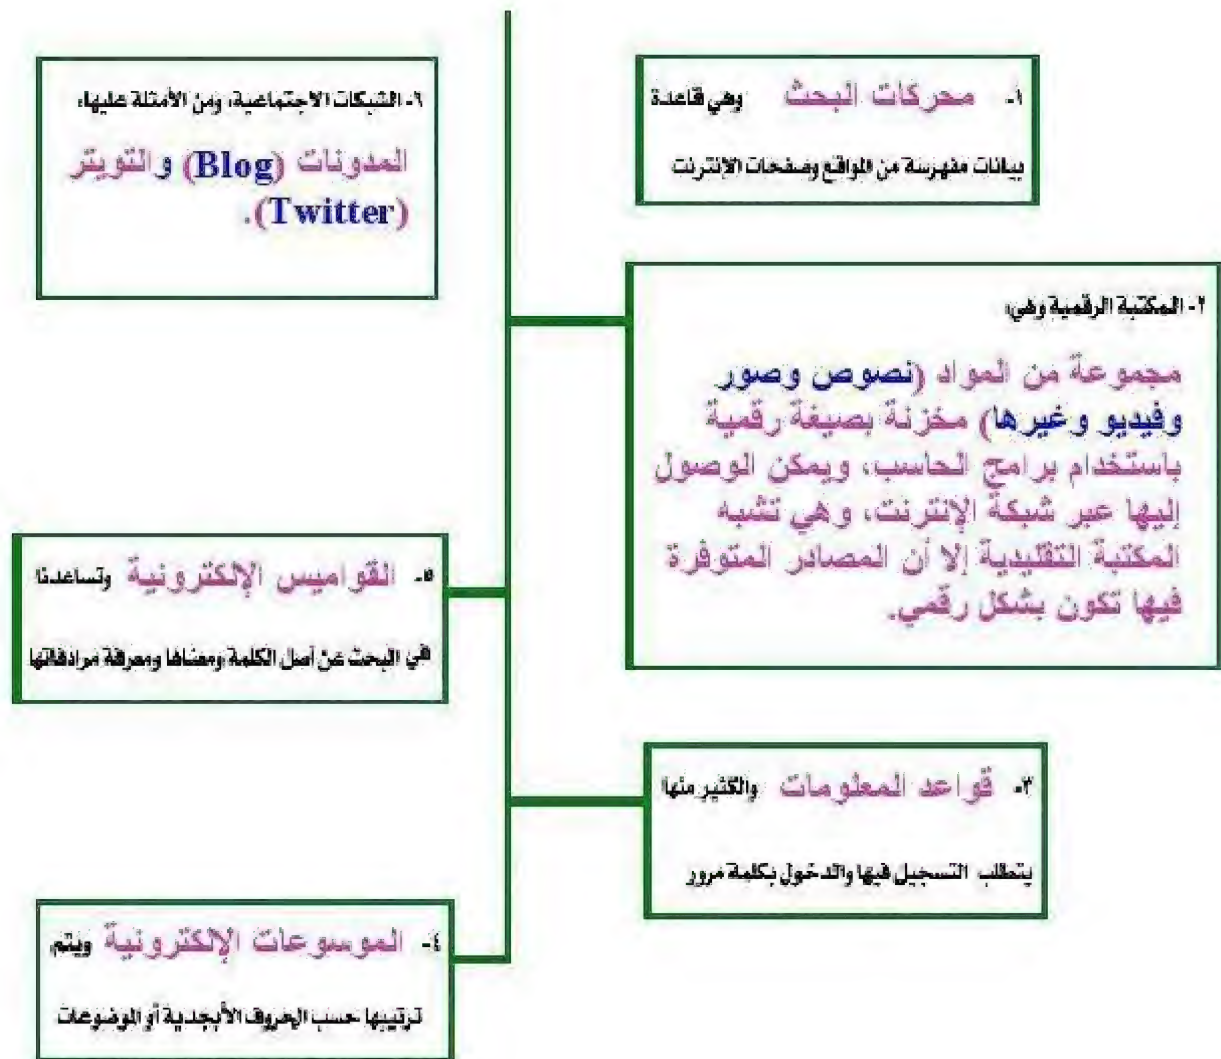 ١- محركات البحث وهي قاعدة
بيانات مفهرسة من المواقع وصفحات الإنترنت
٢- المكتبة الرقمية وهي:
مجموعة من المواد (نصوص وصور
وفيديو وغيرها) مخزنة بصيغة رقمية
باستخدام برامج الحاسب، ويمكن الوصول
إليها عبر شبكة الإنترنت، وهي تشبه
المكتبة التقليدية إلا أن المصادر المتوفرة
فيها تكون بشكل رقمي.
٣- قواعد المعلومات والكثير منها
يتطلب التسجيل فيها والدخول بكلمة مرور
٤- الموسوعات الإلكترونية ويتم
ترتيبها حسب الحروف الأبجدية أو الموضوعات
٥- القواميس الإلكترونية وتساعدنا
في البحث عن أصل الكلمة ومعناها ومعرفة مرادفاتها
٦- الشبكات الاجتماعية، ومن الأمثلة عليها:
المدونات (Blog) والتويتر
(Twitter).